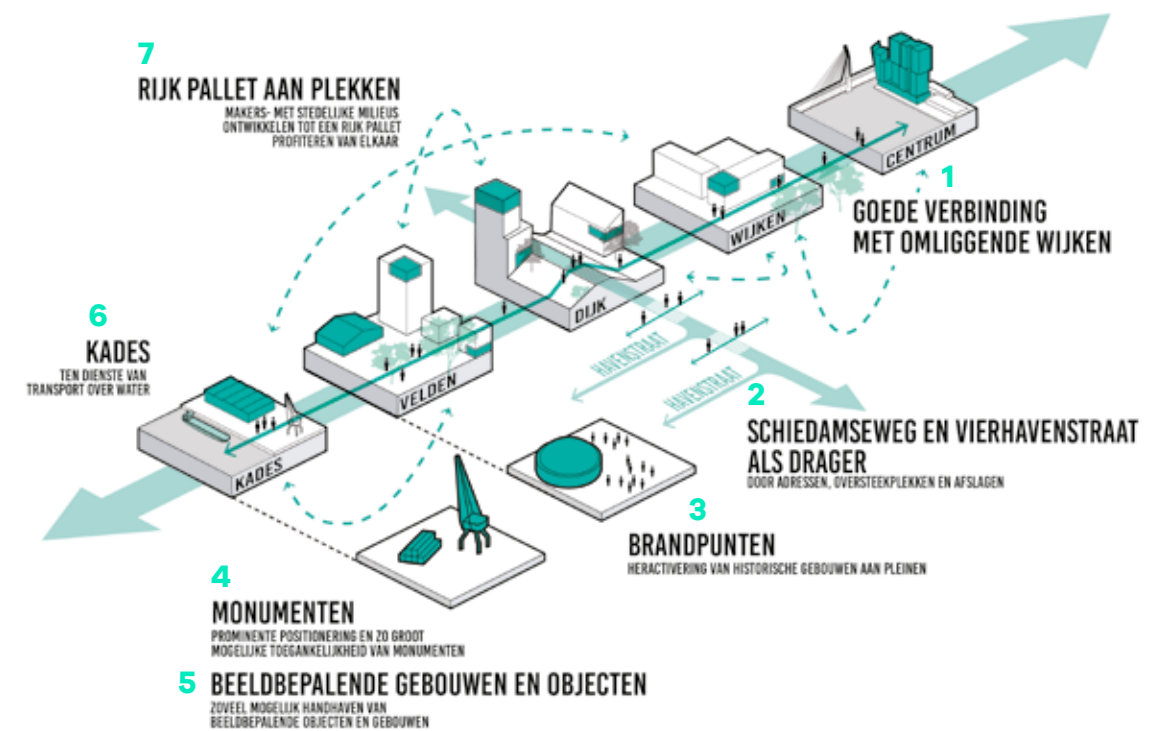 7
RIJK PALLET AAN PLEKKEN
MAKERS- MET STEDELIJKE MILIEUS
ONTWIKKELEN TOT EEN RIJK PALLET
PROFITEREN VAN ELKAAR
CENTRUM
1
GOEDE VERBINDING
MET OMLIGGENDE WIJKEN
WIJKEN
DIJK
6
KADES
TEN DIENSTE VAN
TRANSPORT OVER WATER
VELDEN
KADES
HAVENSTRAAT
HAVENSTRAAT
2
SCHIEDAMSEWEG EN VIERHAVENSTRAAT
ALS DRAGER
DOOR ADRESSEN, OVERSTEEKPLEKKEN EN AFSLAGEN
3
BRANDPUNTEN
HERACTIVERING VAN HISTORISCHE GEBOUWEN AAN PLEINEN
4
MONUMENTEN
PROMINENTE POSITIONERING EN ZO GROOT
MOGELIJKE TOEGANKELIJKHEID VAN MONUMENTEN
5 BEELDBEPALENDE GEBOUWEN EN OBJECTEN
ZOVEEL MOGELIJK HANDHAVEN VAN
BEELDBEPALENDE OBJECTEN EN GEBOUWEN